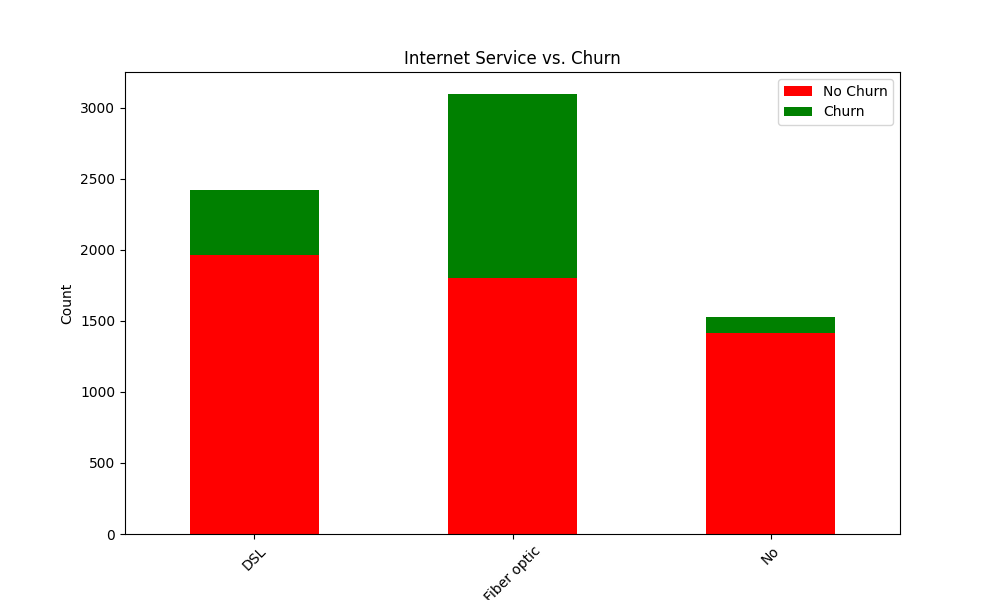 Internet Service vs. Churn
No Churn
Churn
3000
2500
2000
1500
1000
500
0
Count
DSL
Fiber optic
No